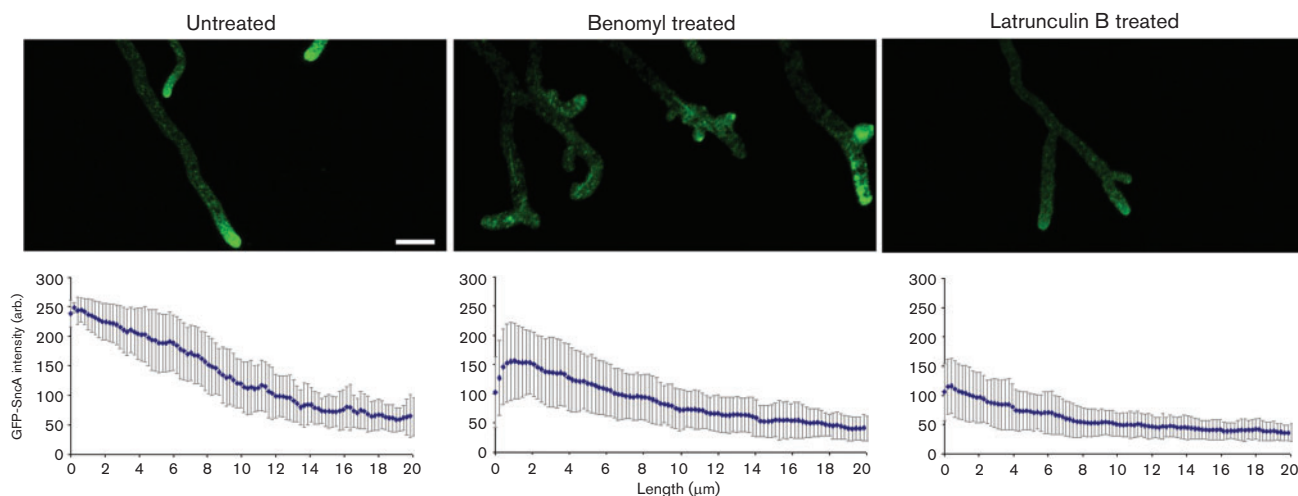 Untreated
Benomyl treated
Latrunculin B treated
GFP-SncA intensity (arb.)
300
250
200
150
100
50
0
0 2 4 6 8 10 12 14 16 18 20
300
250
200
150
100
50
0
0 2 4 6 8 10 12 14 16 18 20
Length (μm)
300
250
200
150
100
50
0
0 2 4 6 8 10 12 14 16 18 20